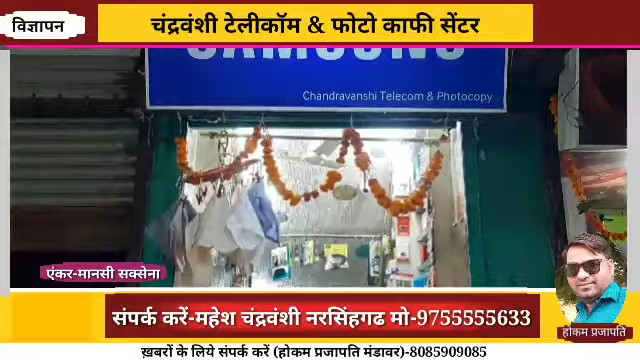 विज्ञापन
चंद्रवंशी टेलीकॉम & फोटो काफी सेंटर
SAMSUNG
Chandravanshi Telecom & Photocopy
एंकर-मानसी सक्सेना
संपर्क करें-महेश चंद्रवंशी नरसिंहगढ मो-9755555633
होकम प्रजापति
ख़बरों के लिये संपर्क करें (होकम प्रजापति मंडावर)-8085909085